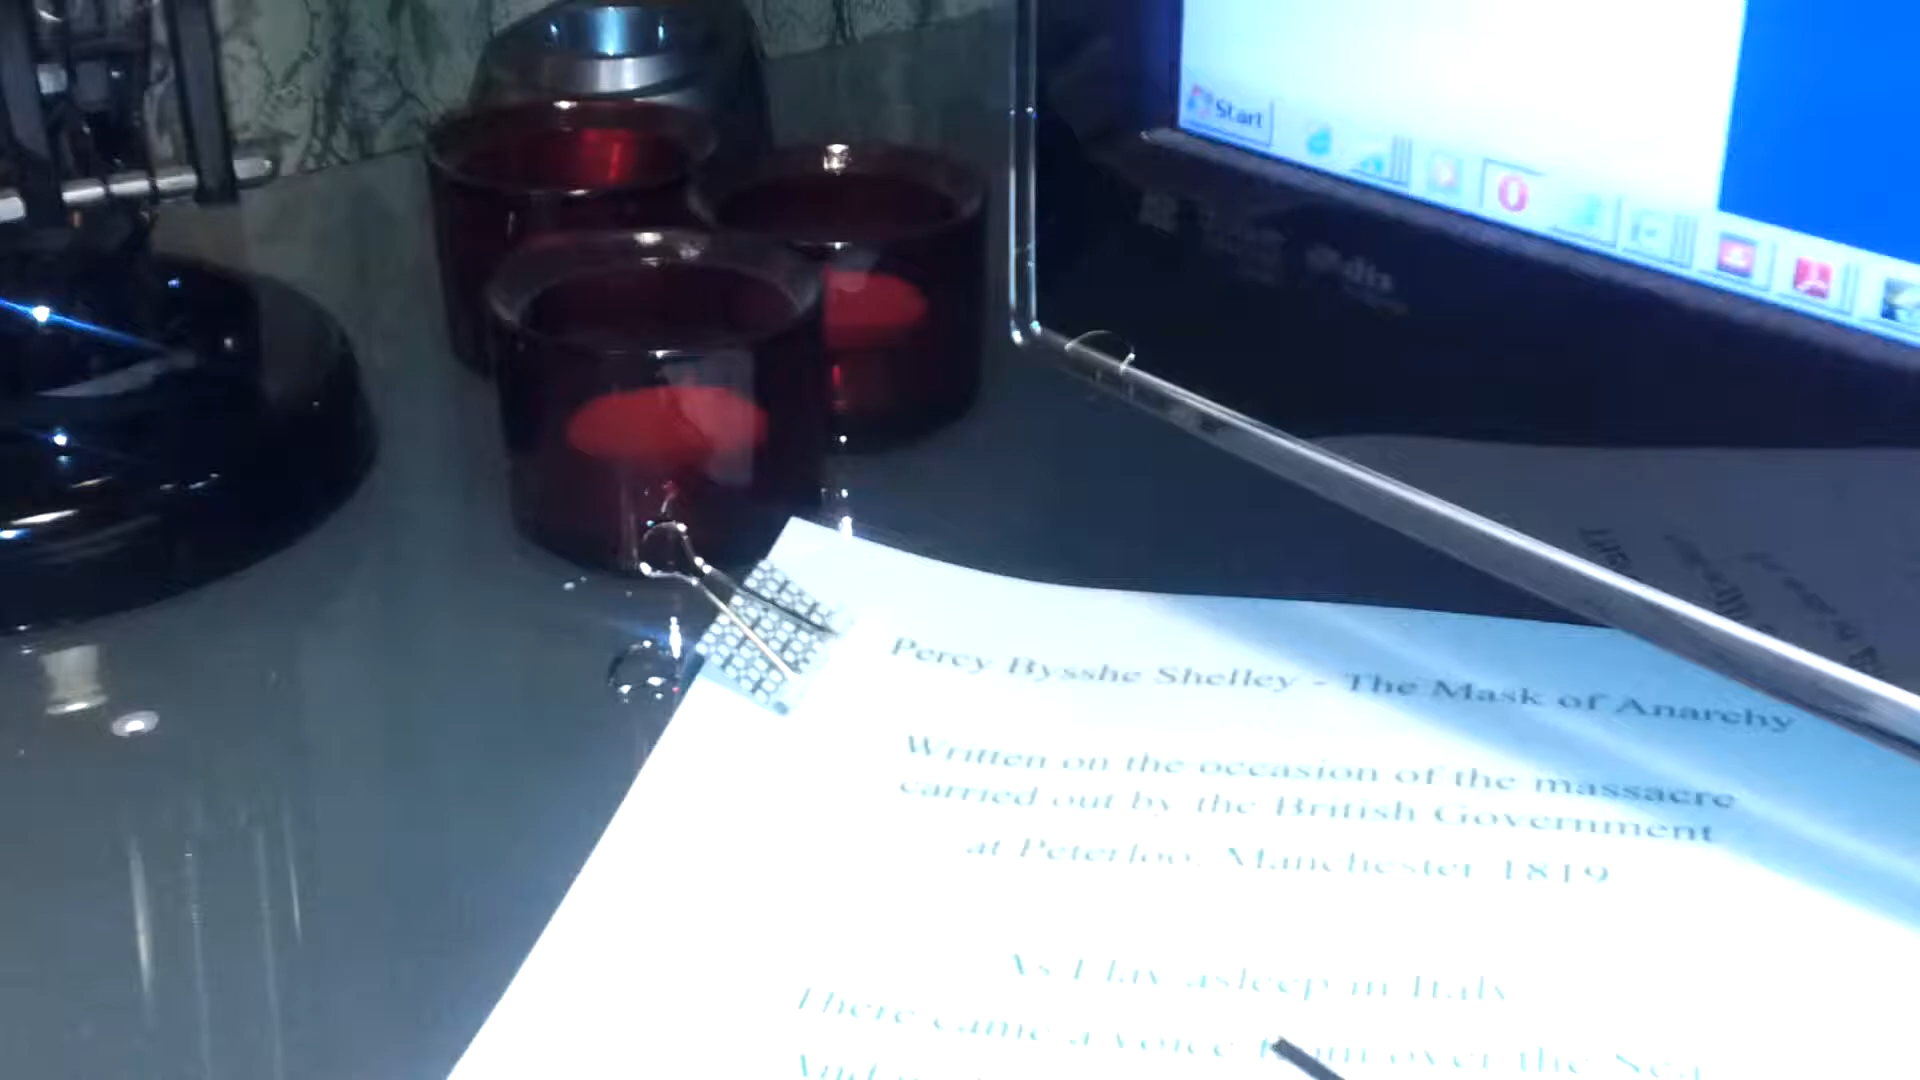 Start
Percy Bysshe Shelley - The Mask of Anarchy
Written on the occasion of the massacre
carried out by the British Government
at Peterloo, Manchester 1819
As I lay asleep in Italy
There came a voice from over the Sea
And